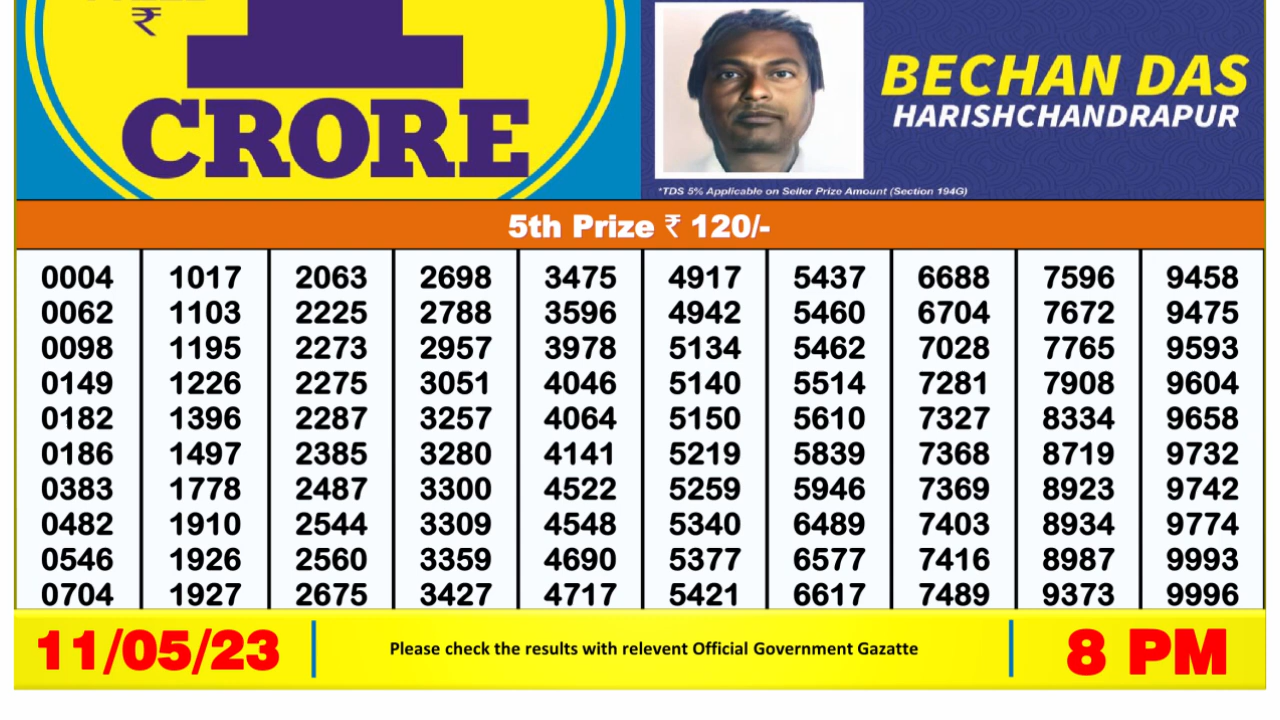 ₹
1
CRORE
BECHAN DAS
HARISHCHANDRAPUR
*TDS 5% Applicable on Seller Prize Amount (Section 194G)
5th Prize ₹ 120/-
0004 1017 2063 2698 3475 4917 5437 6688 7596 9458
0062 1103 2225 2788 3596 4942 5460 6704 7672 9475
0098 1195 2273 2957 3978 5134 5462 7028 7765 9593
0149 1226 2275 3051 4046 5140 5514 7281 7908 9604
0182 1396 2287 3257 4064 5150 5610 7327 8334 9658
0186 1497 2385 3280 4141 5219 5839 7368 8719 9732
0383 1778 2487 3300 4522 5259 5946 7369 8923 9742
0482 1910 2544 3309 4548 5340 6489 7403 8934 9774
0546 1926 2560 3359 4690 5377 6577 7416 8987 9993
0704 1927 2675 3427 4717 5421 6617 7489 9373 9996
11/05/23
Please check the results with relevent Official Government Gazatte
8 PM